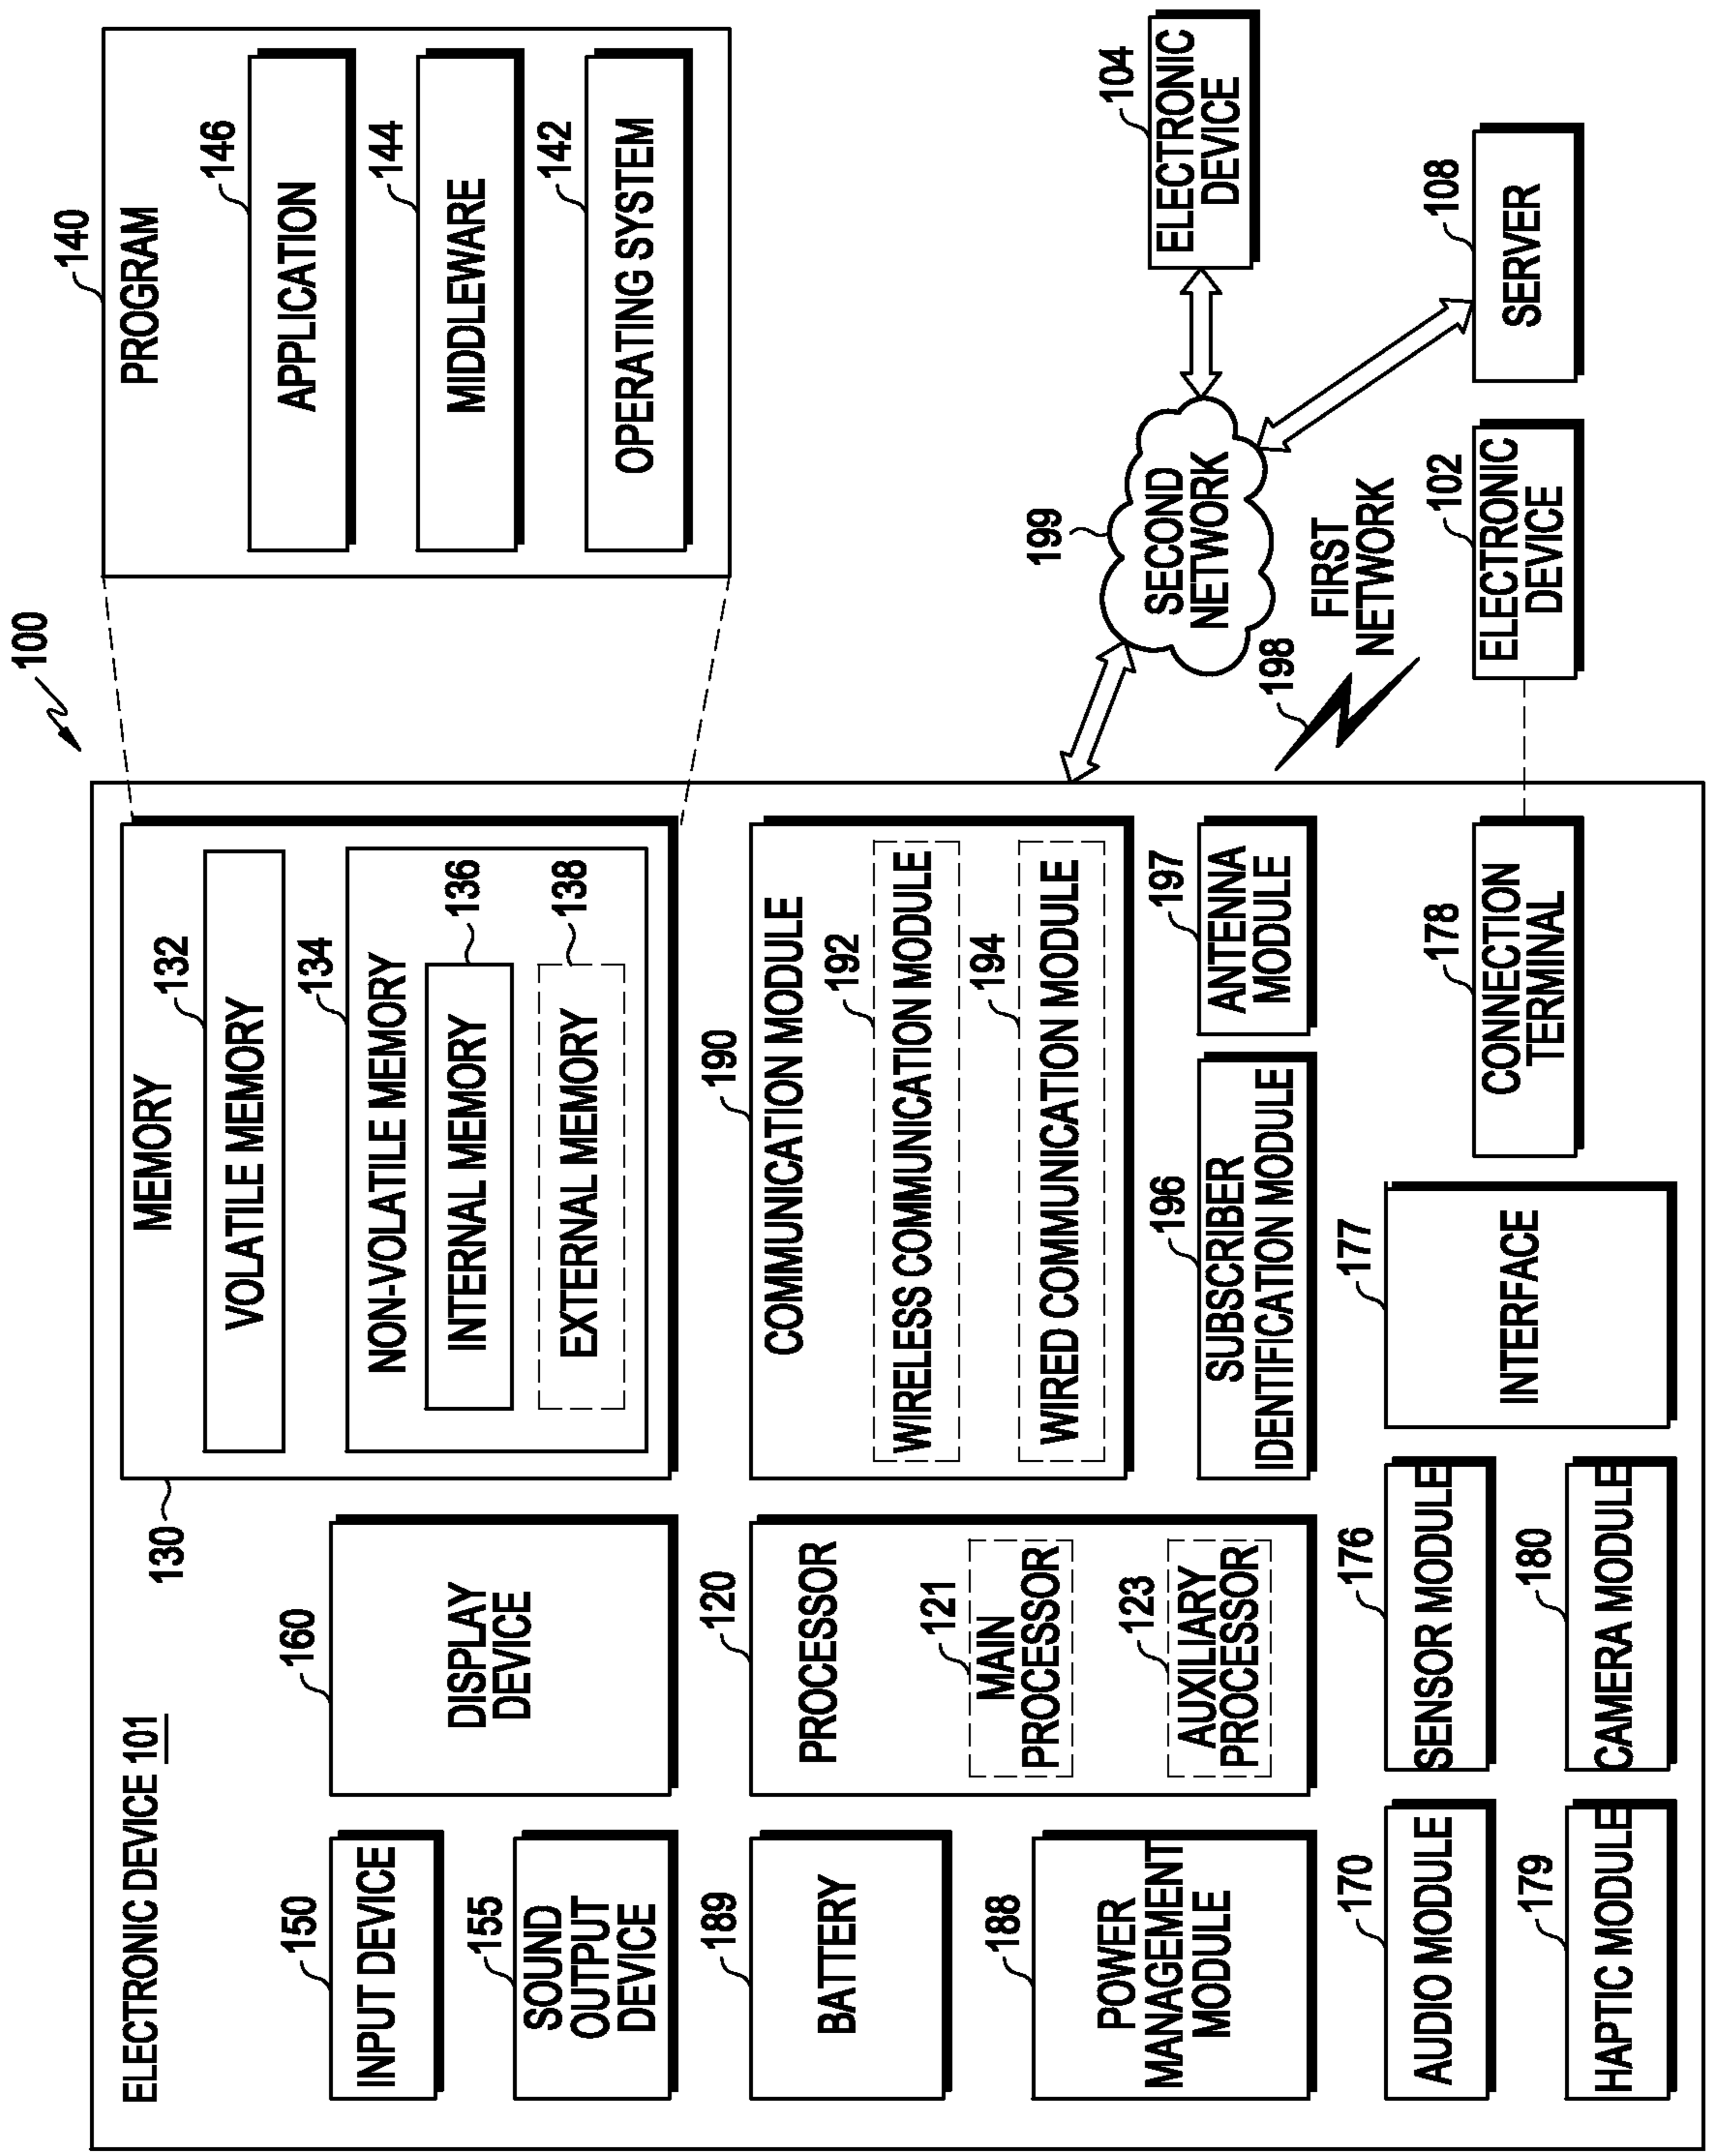 100
ELECTRONIC DEVICE 101
150
INPUT DEVICE
155
SOUND
OUTPUT
DEVICE
160
DISPLAY
DEVICE
130
MEMORY
132
VOLATILE MEMORY
134
NON-VOLATILE MEMORY
136
INTERNAL MEMORY
138
EXTERNAL MEMORY
140
PROGRAM
146
APPLICATION
144
MIDDLEWARE
142
OPERATING SYSTEM
189
BATTERY
188
POWER
MANAGEMENT
MODULE
120
PROCESSOR
121
MAIN
PROCESSOR
123
AUXILIARY
PROCESSOR
190
COMMUNICATION MODULE
192
WIRELESS COMMUNICATION MODULE
194
WIRED COMMUNICATION MODULE
196
SUBSCRIBER
IDENTIFICATION MODULE
197
ANTENNA
MODULE
170
AUDIO MODULE
176
SENSOR MODULE
177
INTERFACE
178
CONNECTION
TERMINAL
179
HAPTIC MODULE
180
CAMERA MODULE
199
SECOND
NETWORK
104
ELECTRONIC
DEVICE
198
FIRST
NETWORK
102
ELECTRONIC
DEVICE
108
SERVER